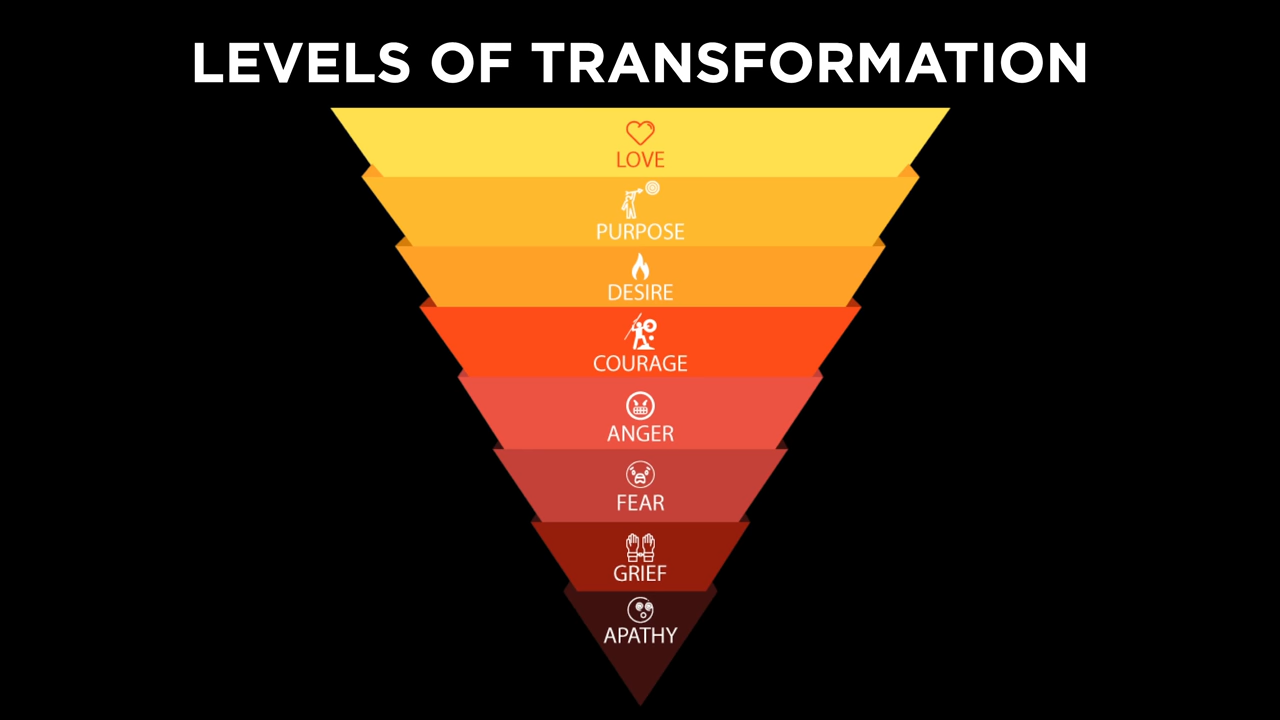 LEVELS OF TRANSFORMATION
LOVE
PURPOSE
DESIRE
COURAGE
ANGER
FEAR
GRIEF
APATHY